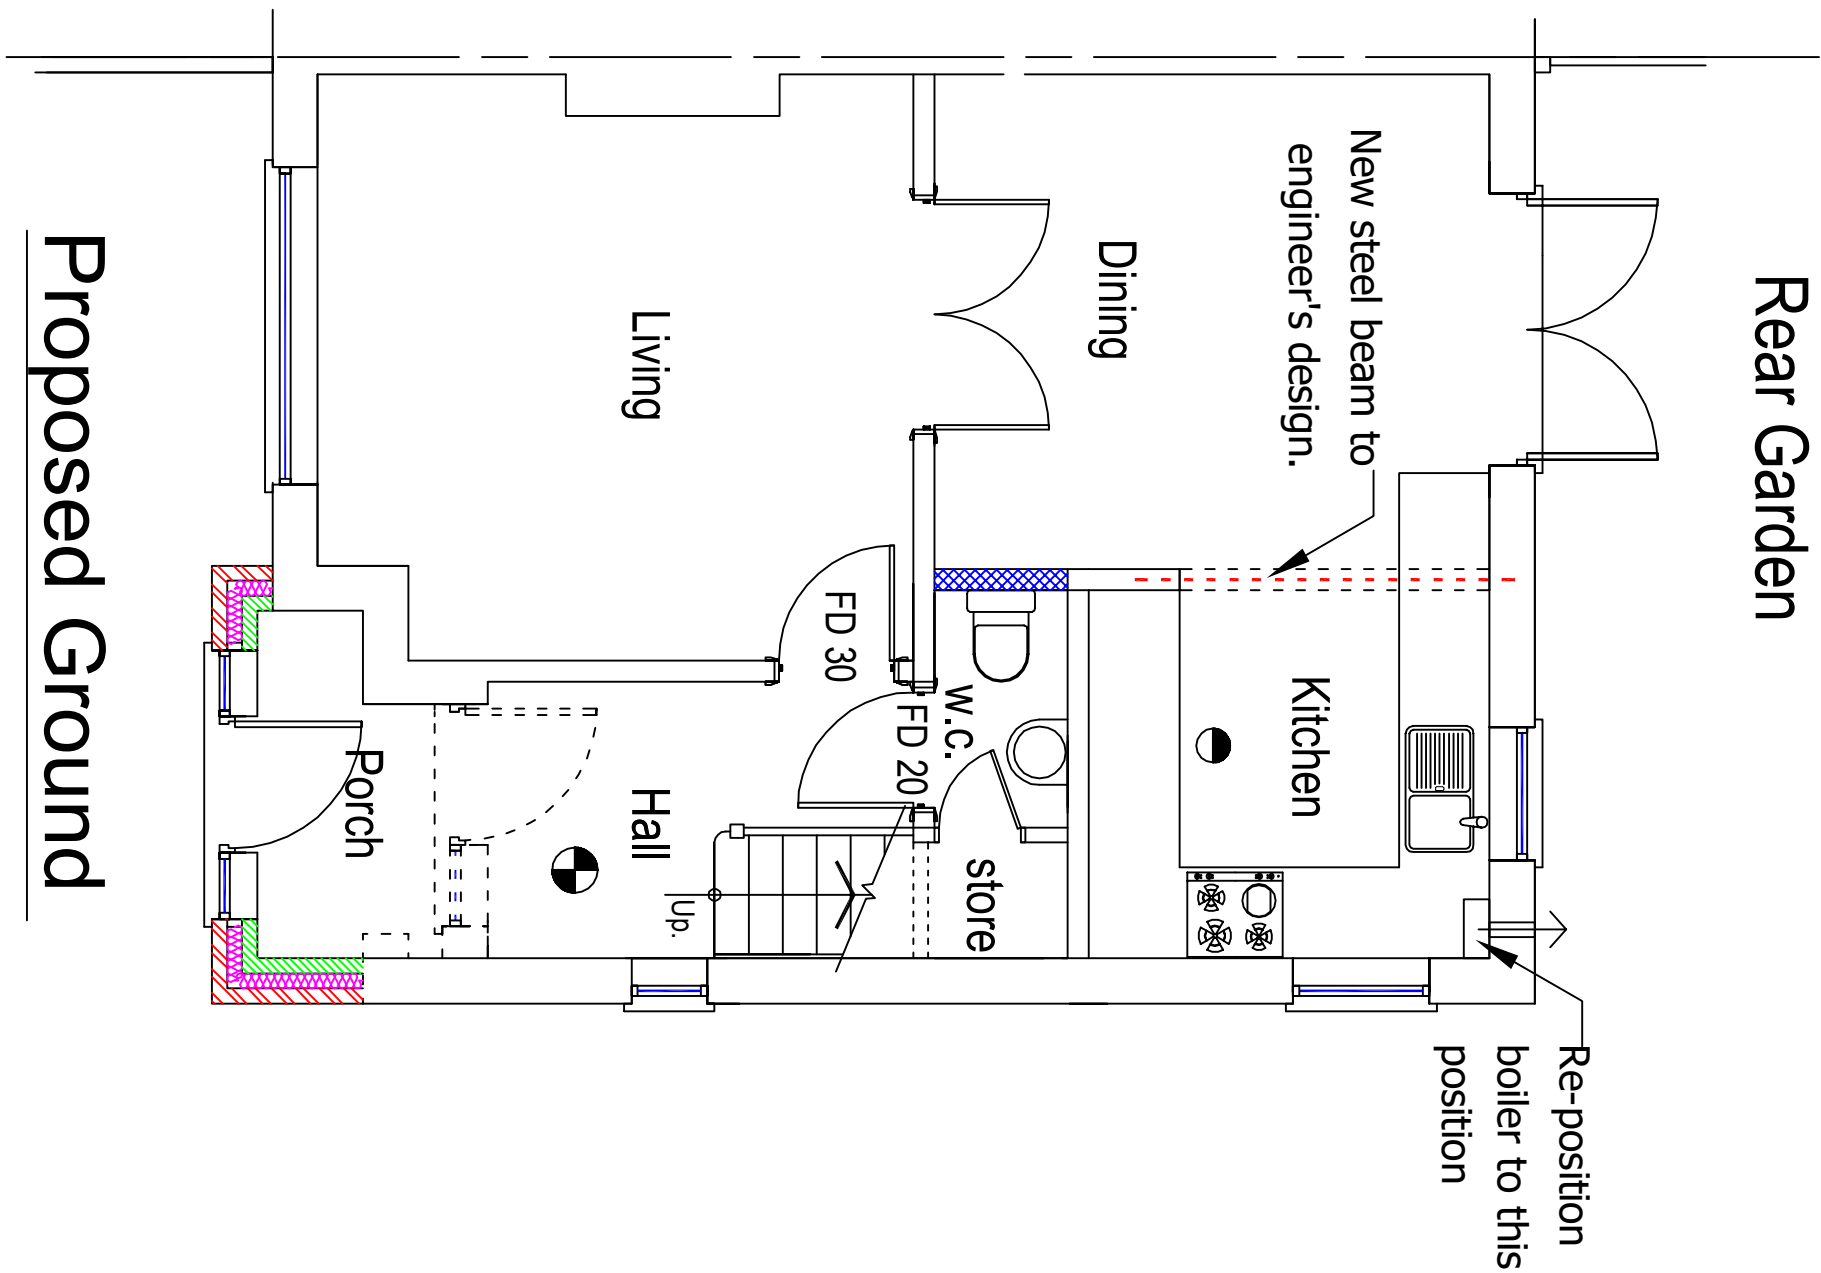 Rear Garden
New steel beam to
engineer's design.
Dining
Kitchen
Re-position
boiler to this
position
w.c.
store
FD 20
FD 30
Living
Hall
Up.
Porch
Proposed Ground